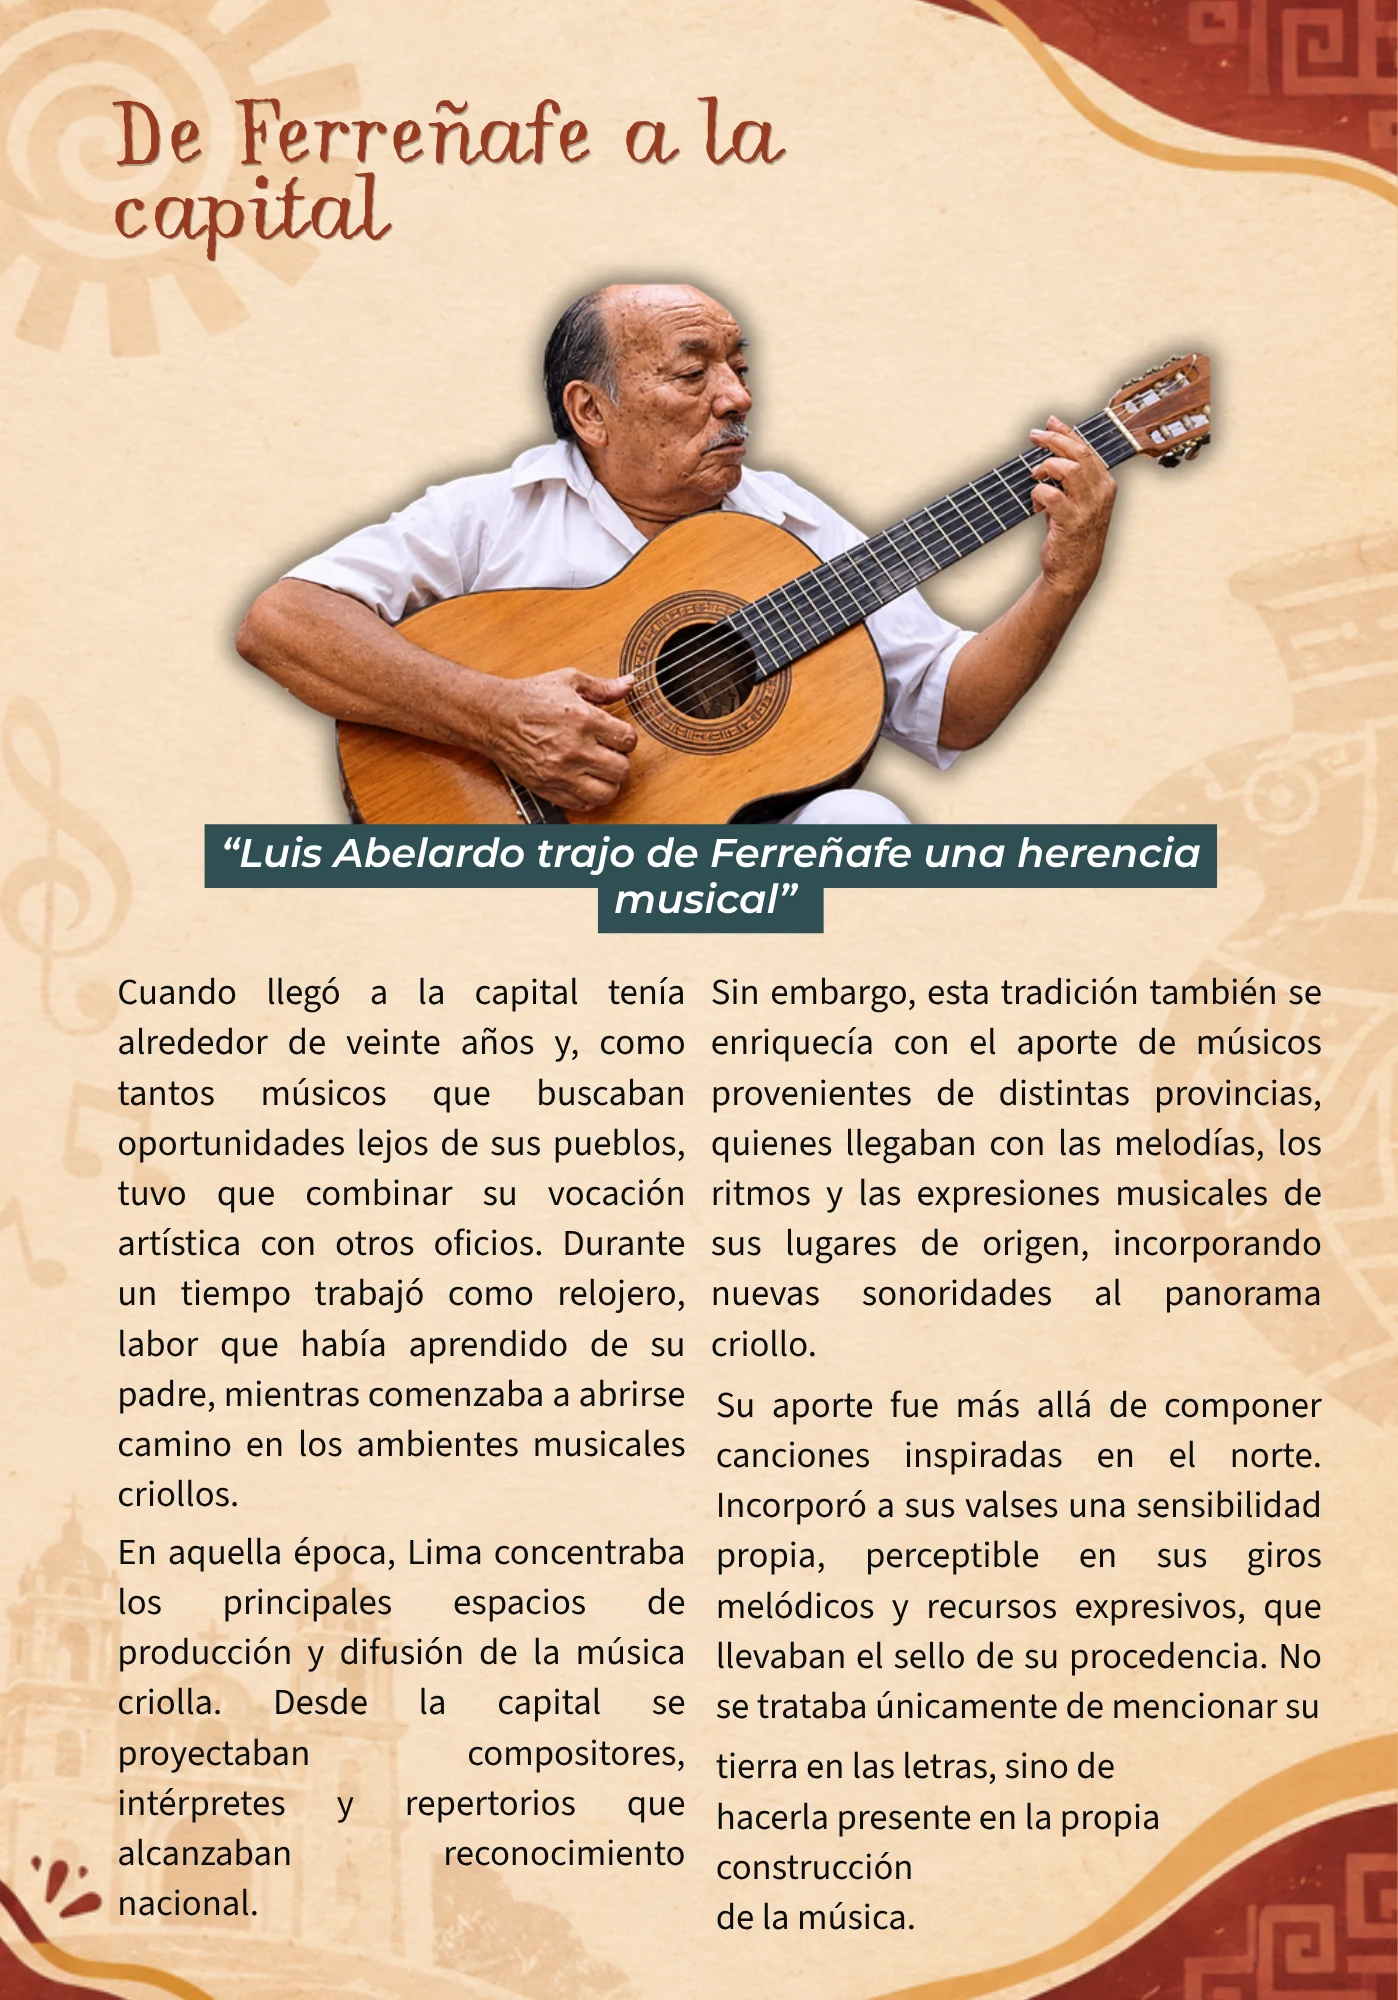 De Ferreñafe a la
capital
“Luis Abelardo trajo de Ferreñafe una herencia
musical”
Cuando llegó a la capital tenía
alrededor de veinte años y, como
tantos músicos que buscaban
oportunidades lejos de sus pueblos,
tuvo que combinar su vocación
artística con otros oficios. Durante
un tiempo trabajó como relojero,
labor que había aprendido de su
padre, mientras comenzaba a abrirse
camino en los ambientes musicales
criollos.
En aquella época, Lima concentraba
los principales espacios de
producción y difusión de la música
criolla. Desde la capital se
proyectaban compositores,
intérpretes y repertorios que
alcanzaban reconocimiento
nacional.
Sin embargo, esta tradición también se
enriquecía con el aporte de músicos
provenientes de distintas provincias,
quienes llegaban con las melodías, los
ritmos y las expresiones musicales de
sus lugares de origen, incorporando
nuevas sonoridades al panorama
criollo.
Su aporte fue más allá de componer
canciones inspiradas en el norte.
Incorporó a sus valses una sensibilidad
propia, perceptible en sus giros
melódicos y recursos expresivos, que
llevaban el sello de su procedencia. No
se trataba únicamente de mencionar su
tierra en las letras, sino de
hacerla presente en la propia
construcción
de la música.